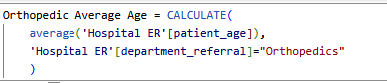 Orthopedic Average Age = CALCULATE(
average('Hospital ER'[patient_age]),
'Hospital ER'[department_referral]="Orthopedics"
)